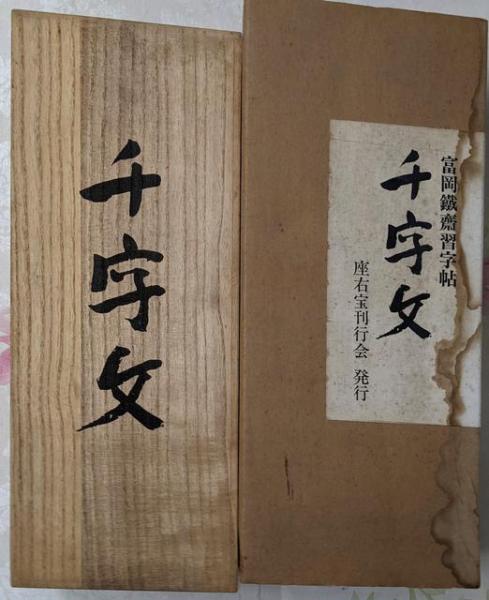 千字文
富岡鐵齋習字帖
千字文
座右宝刊行会 発行